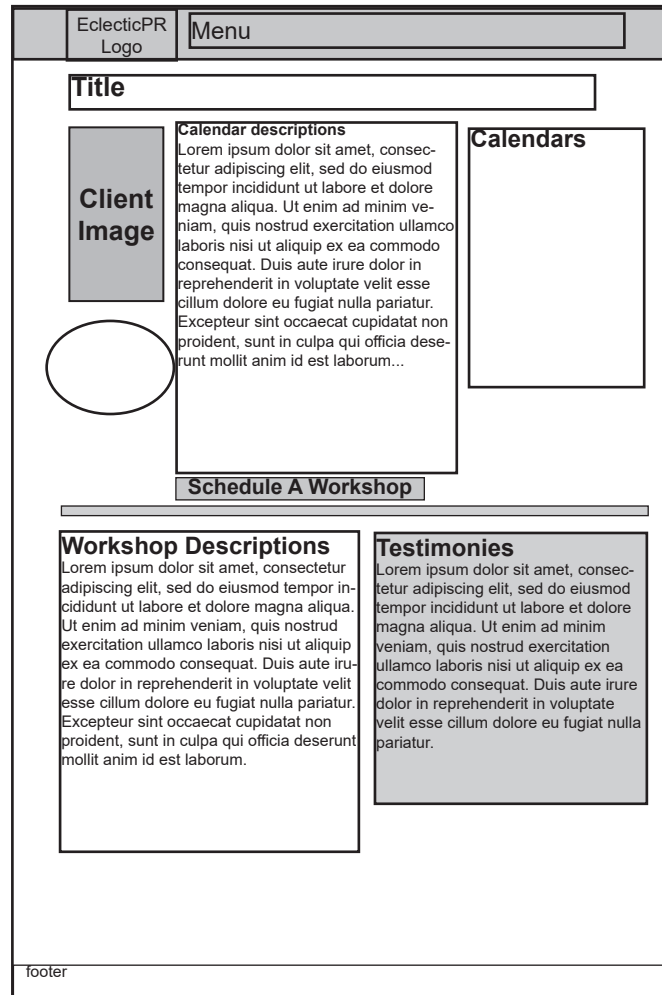 EclecticPR
Logo
Menu
Title
Client
Image
Calendar descriptions
Lorem ipsum dolor sit amet, consec-
tetur adipiscing elit, sed do eiusmod
tempor incididunt ut labore et dolore
magna aliqua. Ut enim ad minim ve-
niam, quis nostrud exercitation ullamco
laboris nisi ut aliquip ex ea commodo
consequat. Duis aute irure dolor in
reprehenderit in voluptate velit esse
cillum dolore eu fugiat nulla pariatur.
Excepteur sint occaecat cupidatat non
proident, sunt in culpa qui officia dese-
runt mollit anim id est laborum...
Calendars
Schedule A Workshop
Workshop Descriptions
Lorem ipsum dolor sit amet, consectetur
adipiscing elit, sed do eiusmod tempor in-
cididunt ut labore et dolore magna aliqua.
Ut enim ad minim veniam, quis nostrud
exercitation ullamco laboris nisi ut aliquip
ex ea commodo consequat. Duis aute iru-
re dolor in reprehenderit in voluptate velit
esse cillum dolore eu fugiat nulla pariatur.
Excepteur sint occaecat cupidatat non
proident, sunt in culpa qui officia deserunt
mollit anim id est laborum.
Testimonies
Lorem ipsum dolor sit amet, consec-
tetur adipiscing elit, sed do eiusmod
tempor incididunt ut labore et dolore
magna aliqua. Ut enim ad minim
veniam, quis nostrud exercitation
ullamco laboris nisi ut aliquip ex ea
commodo consequat. Duis aute irure
dolor in reprehenderit in voluptate
velit esse cillum dolore eu fugiat nulla
pariatur.
footer